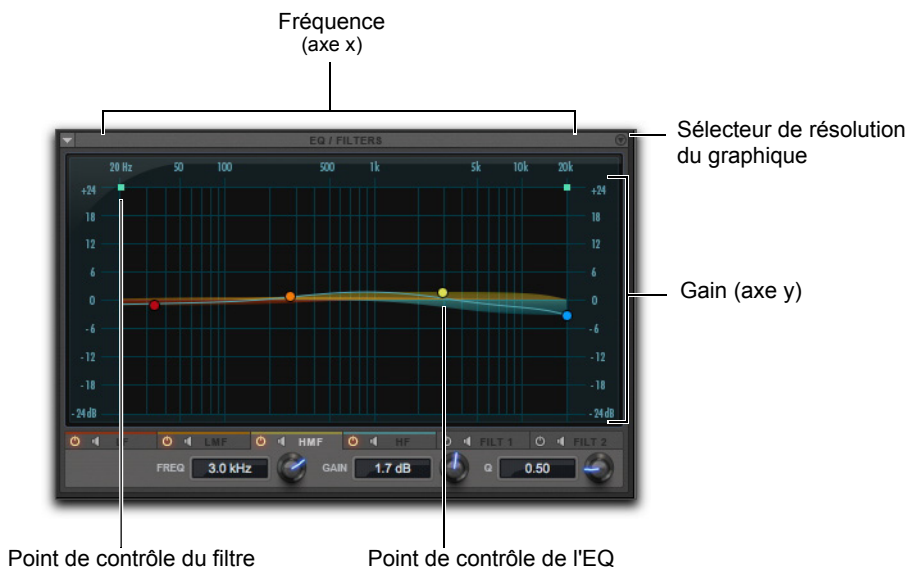 Fréquence
(axe x)
Sélecteur de résolution
du graphique
EQ / FILTERS
20 Hz 50 100 500 1k 5k 10k 20k
+24 +24
18 18
12 12
6 6
0 0
-6 -6
-12 -12
-18 -18
-24 dB -24 dB
Gain (axe y)
LMF HMF HF FILT 1 FILT 2
FREQ 3.0 kHz GAIN 1.7 dB Q 0.50
Point de contrôle du filtre Point de contrôle de l'EQ